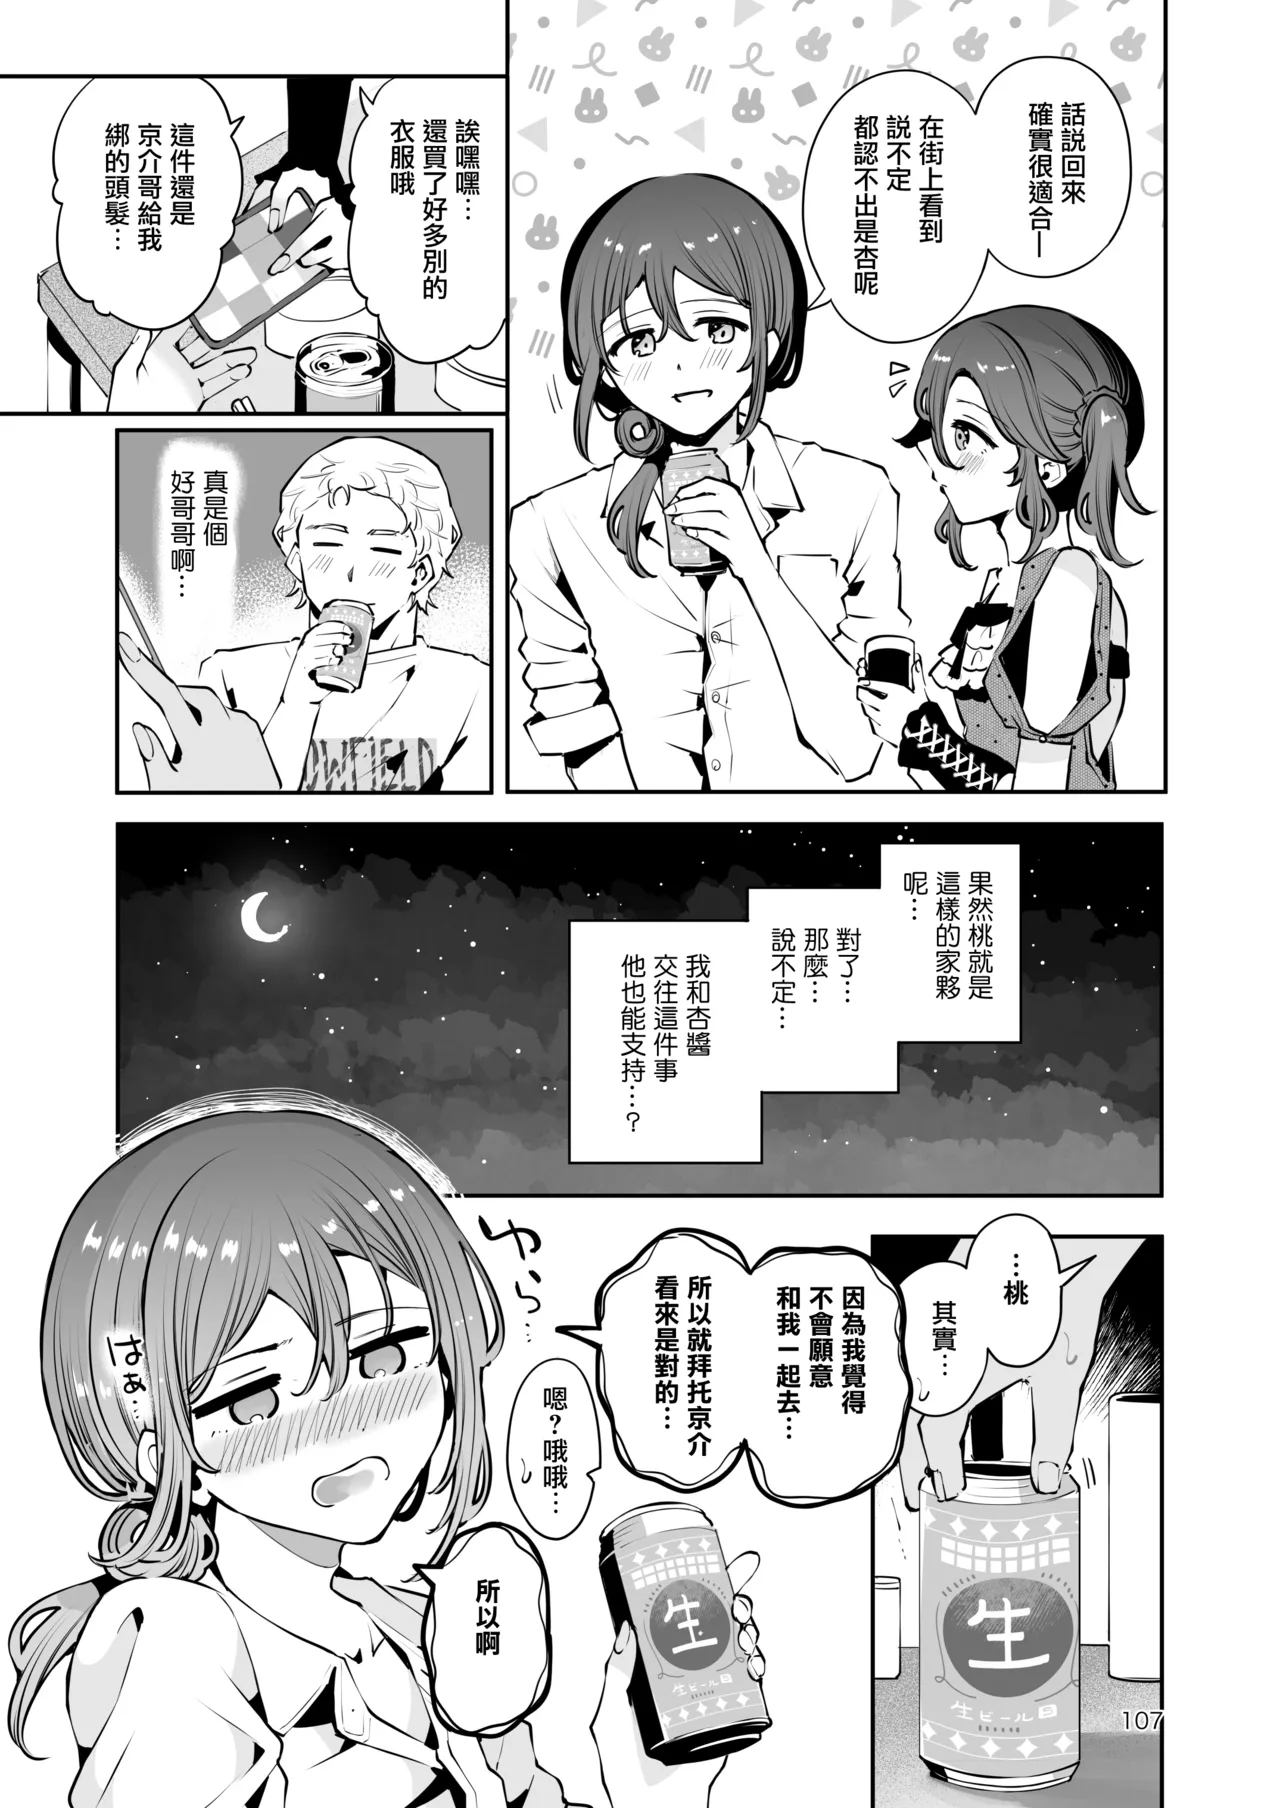 話說回來
確實很適合ー
在街上看到
說不定
都認不出是杏呢
誒嘿嘿…
還買了好多別的
衣服哦
這件還是
京介哥給我
綁的頭髮…
真是個
好哥哥啊…
果然桃就是
這樣的家夥
呢…
對了…
那麼…
說不定…
我和杏醬
交往這件事
他也能支持…？
…桃
其實…
因為我覺得
不會願意
和我一起去…
所以就拜托京介
看來是對的…
嗯？哦哦…
所以啊
ゆら
はぁ…
生
生ビール
生
生ビール
107